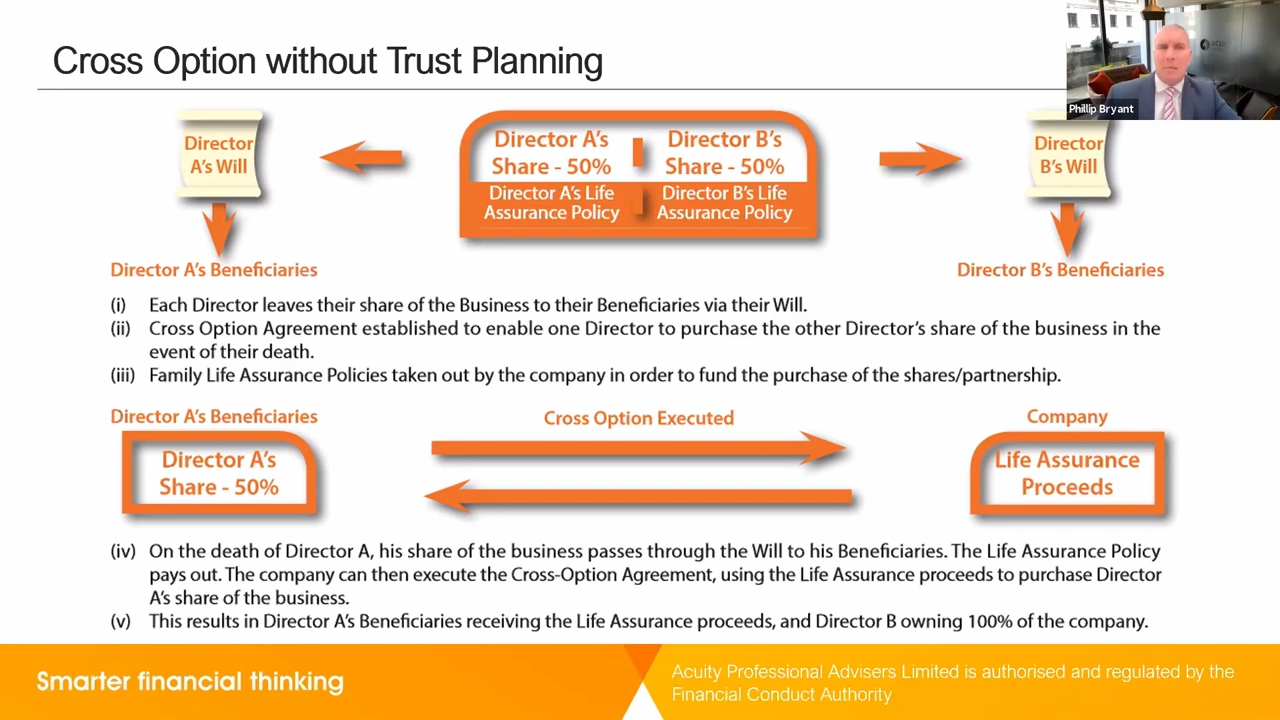 Cross Option without Trust Planning
Phillip Bryant
Director
A's Will
Director A's
Share - 50%
Director B's
Share - 50%
Director A's Life
Assurance Policy
Director B's Life
Assurance Policy
Director
B's Will
Director A's Beneficiaries
Director B's Beneficiaries
(i) Each Director leaves their share of the Business to their Beneficiaries via their Will.
(ii) Cross Option Agreement established to enable one Director to purchase the other Director's share of the business in the
event of their death.
(iii) Family Life Assurance Policies taken out by the company in order to fund the purchase of the shares/partnership.
Director A's Beneficiaries
Cross Option Executed
Company
Director A's
Share - 50%
Life Assurance
Proceeds
(iv) On the death of Director A, his share of the business passes through the Will to his Beneficiaries. The Life Assurance Policy
pays out. The company can then execute the Cross-Option Agreement, using the Life Assurance proceeds to purchase Director
A's share of the business.
(v) This results in Director A's Beneficiaries receiving the Life Assurance proceeds, and Director B owning 100% of the company.
Smarter financial thinking
Acuity Professional Advisers Limited is authorised and regulated by the
Financial Conduct Authority